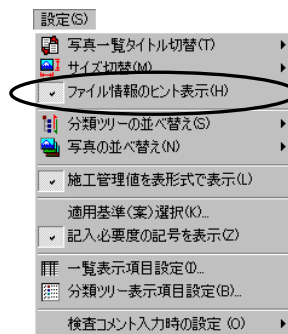 設定(S)
写真一覧タイトル切替(T)
サイズ切替(M)
ファイル情報のヒント表示(H)
分類ツリーの並べ替え(S)
写真の並べ替え(N)
施工管理値を表形式で表示(L)
適用基準(案)選択(K)...
記入必要度の記号を表示(Z)
一覧表示項目設定(I)...
分類ツリー表示項目設定(B)...
検査コメント入力時の設定 (O)